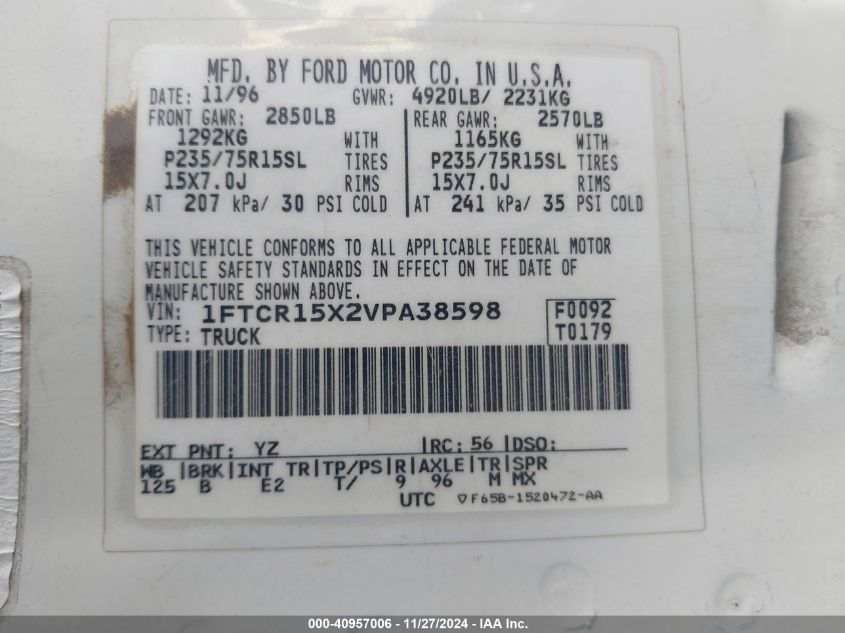 MFD. BY FORD MOTOR CO. IN U.S.A.
DATE: 11/96 GVWR: 4920LB/ 2231KG
FRONT GAWR: 2850LB REAR GAWR: 2570LB
1292KG WITH 1165KG WITH
P235/75R15SL TIRES P235/75R15SL TIRES
15X7.0J RIMS 15X7.0J RIMS
AT 207 kPa/ 30 PSI COLD AT 241 kPa/ 35 PSI COLD
THIS VEHICLE CONFORMS TO ALL APPLICABLE FEDERAL MOTOR
VEHICLE SAFETY STANDARDS IN EFFECT ON THE DATE OF
MANUFACTURE SHOWN ABOVE.
VIN: 1FTCR15X2VPA38598 F0092
TYPE: TRUCK T0179
EXT PNT: YZ |RC: 56 |DSO:
WB |BRK|INT TR|TP/PS|R|AXLE|TR|SPR
125 B E2 T/ 9 96 M MX
UTC ▽F65B-1520472-AA
000-40957006 - 11/27/2024 - IAA Inc.